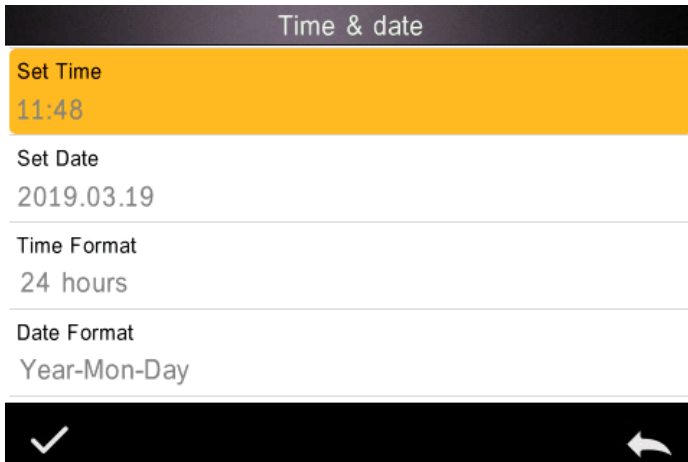 Time & date
Set Time
11:48
Set Date
2019.03.19
Time Format
24 hours
Date Format
Year-Mon-Day